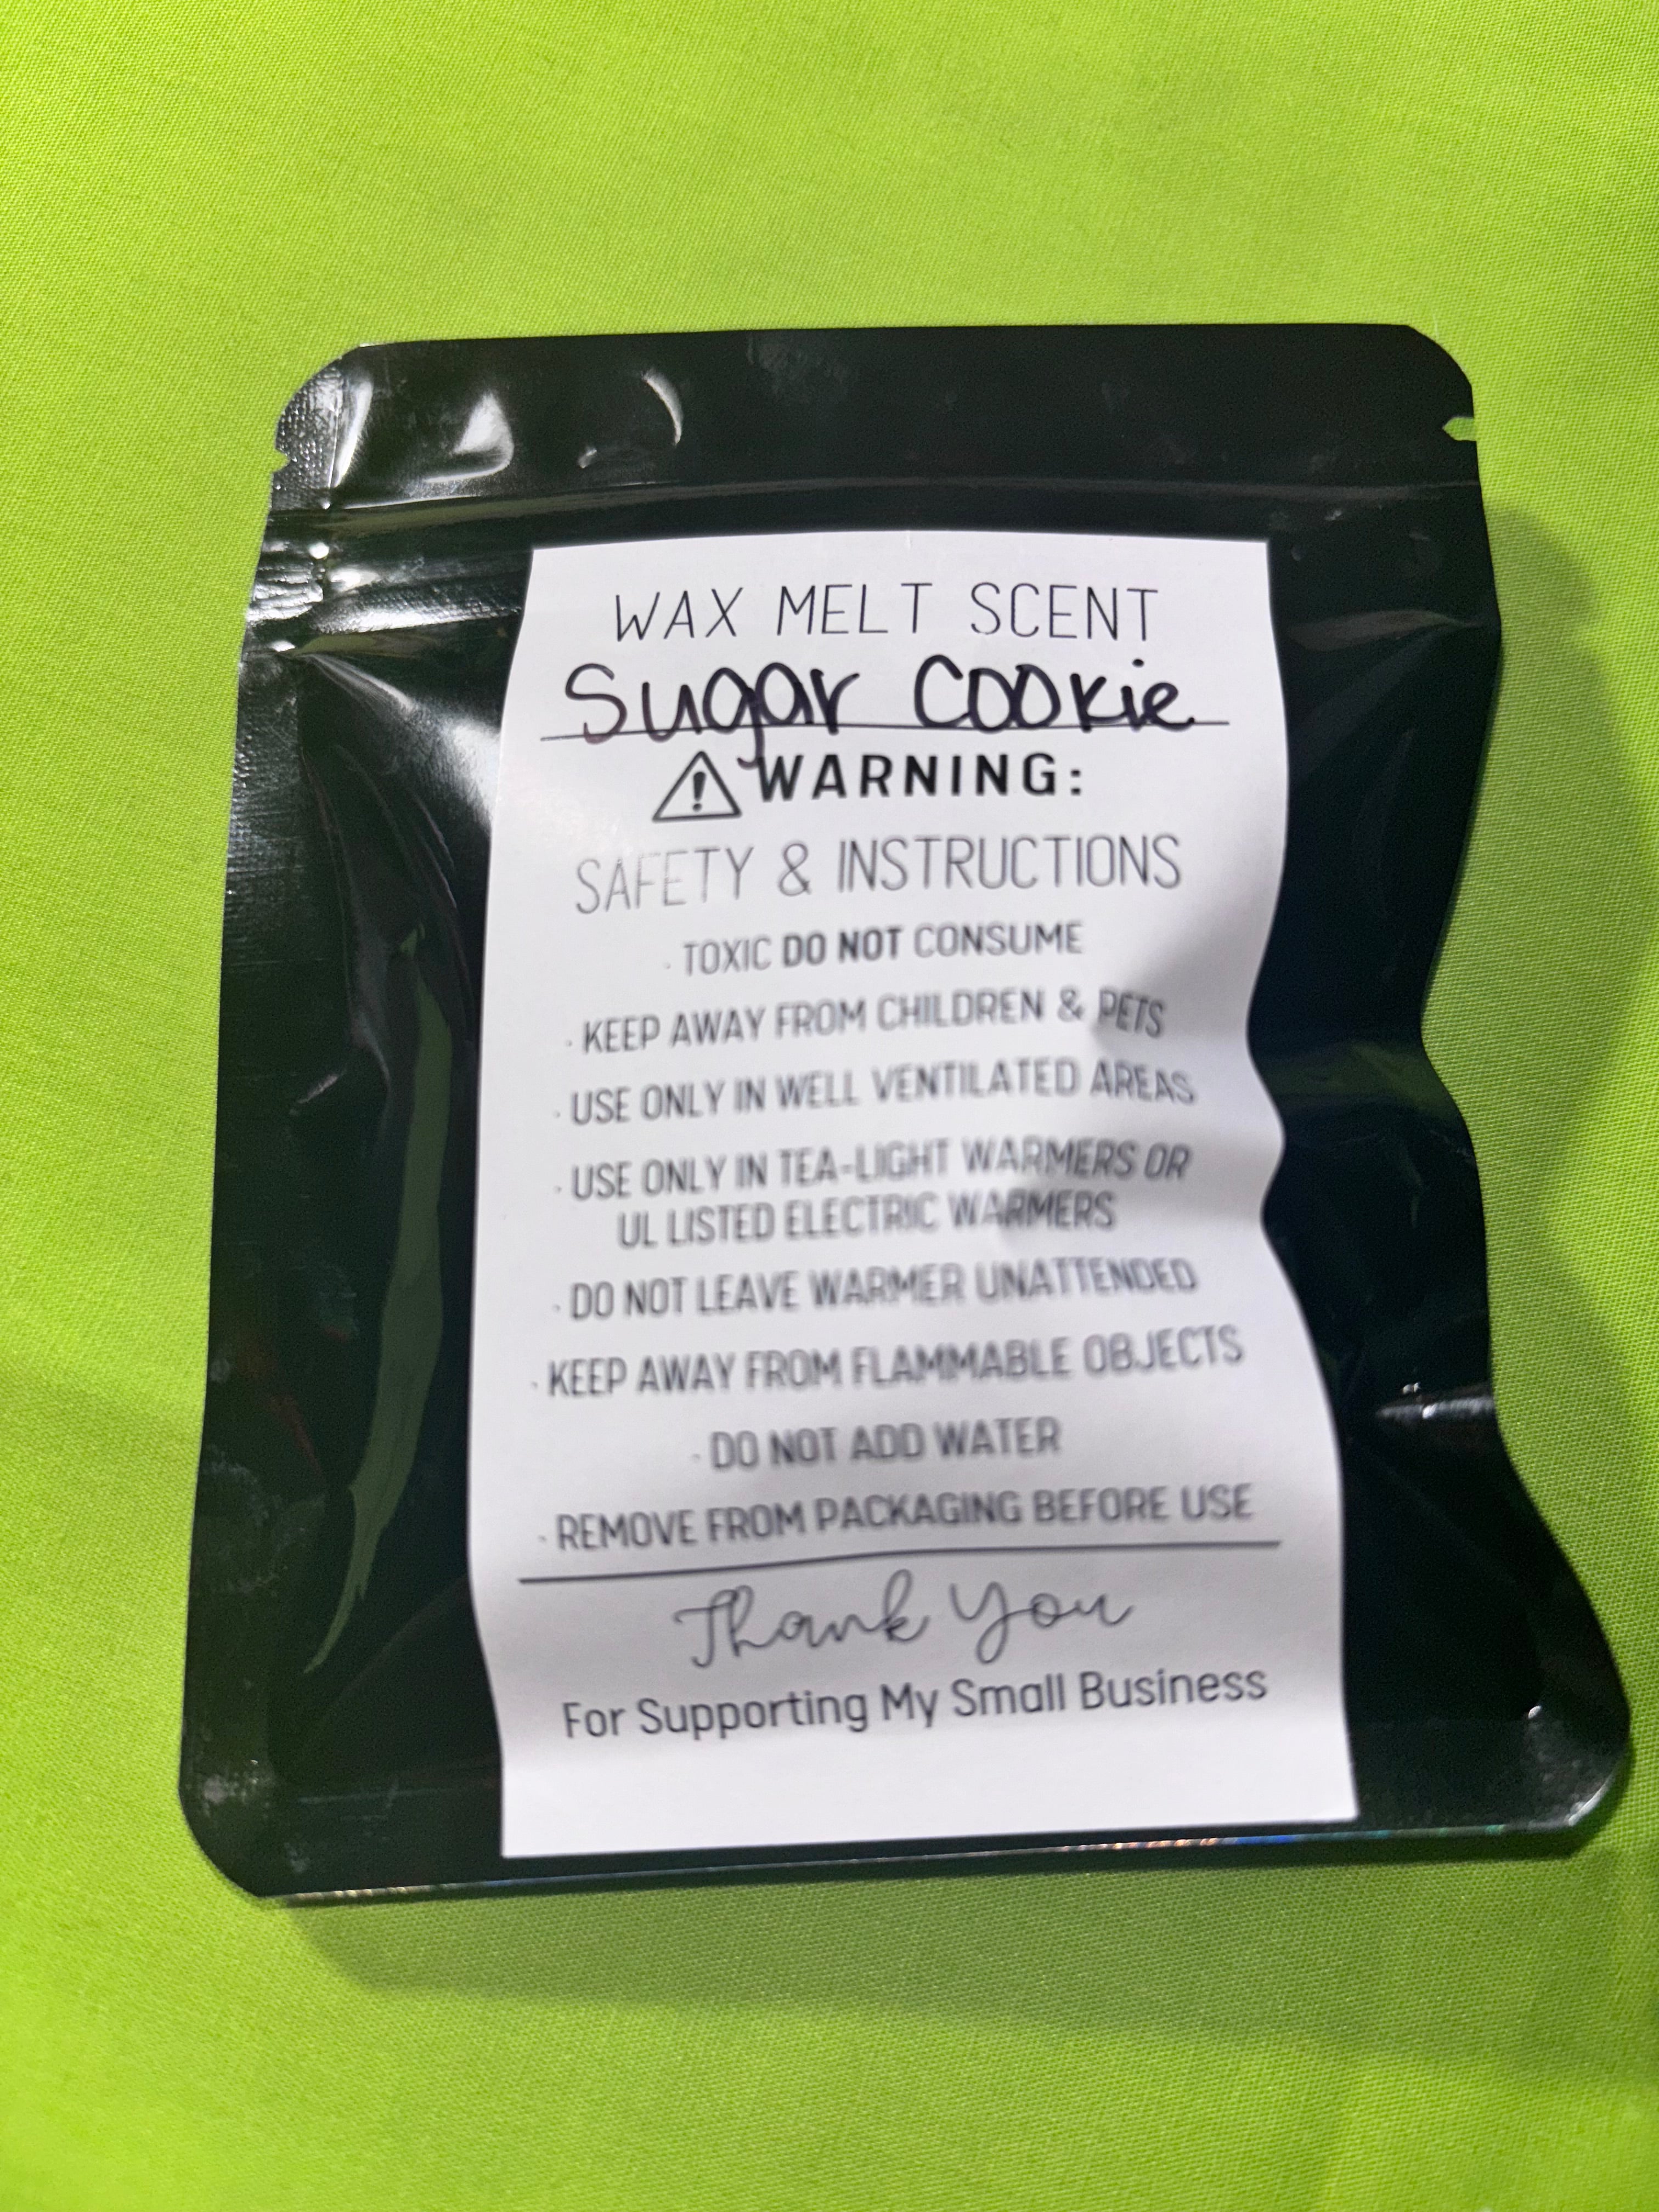 WAX MELT SCENT
Sugar Cookie
WARNING:
SAFETY & INSTRUCTIONS
· TOXIC DO NOT CONSUME
· KEEP AWAY FROM CHILDREN & PETS
· USE ONLY IN WELL VENTILATED AREAS
· USE ONLY IN TEA-LIGHT WARMERS OR
UL LISTED ELECTRIC WARMERS
· DO NOT LEAVE WARMER UNATTENDED
· KEEP AWAY FROM FLAMMABLE OBJECTS
· DO NOT ADD WATER
· REMOVE FROM PACKAGING BEFORE USE
Thank You
For Supporting My Small Business